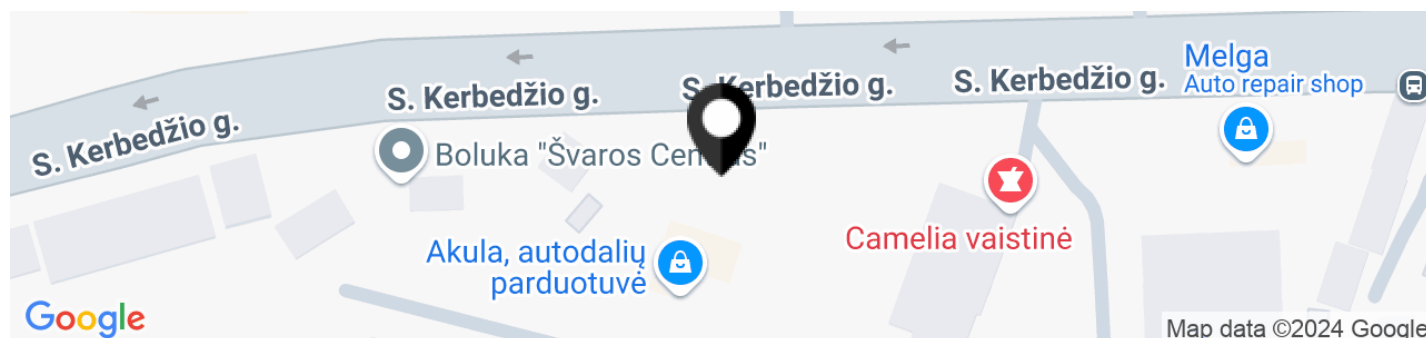 Melga
Auto repair shop
S. Kerbedžio g.
S. Kerbedžio g.
S. Kerbedžio g.
S. Kerbedžio g.
Boluka "Švaros
Camelia vaistinė
Akula, autodalių
parduotuvė
Google
Map data ©2024 Google